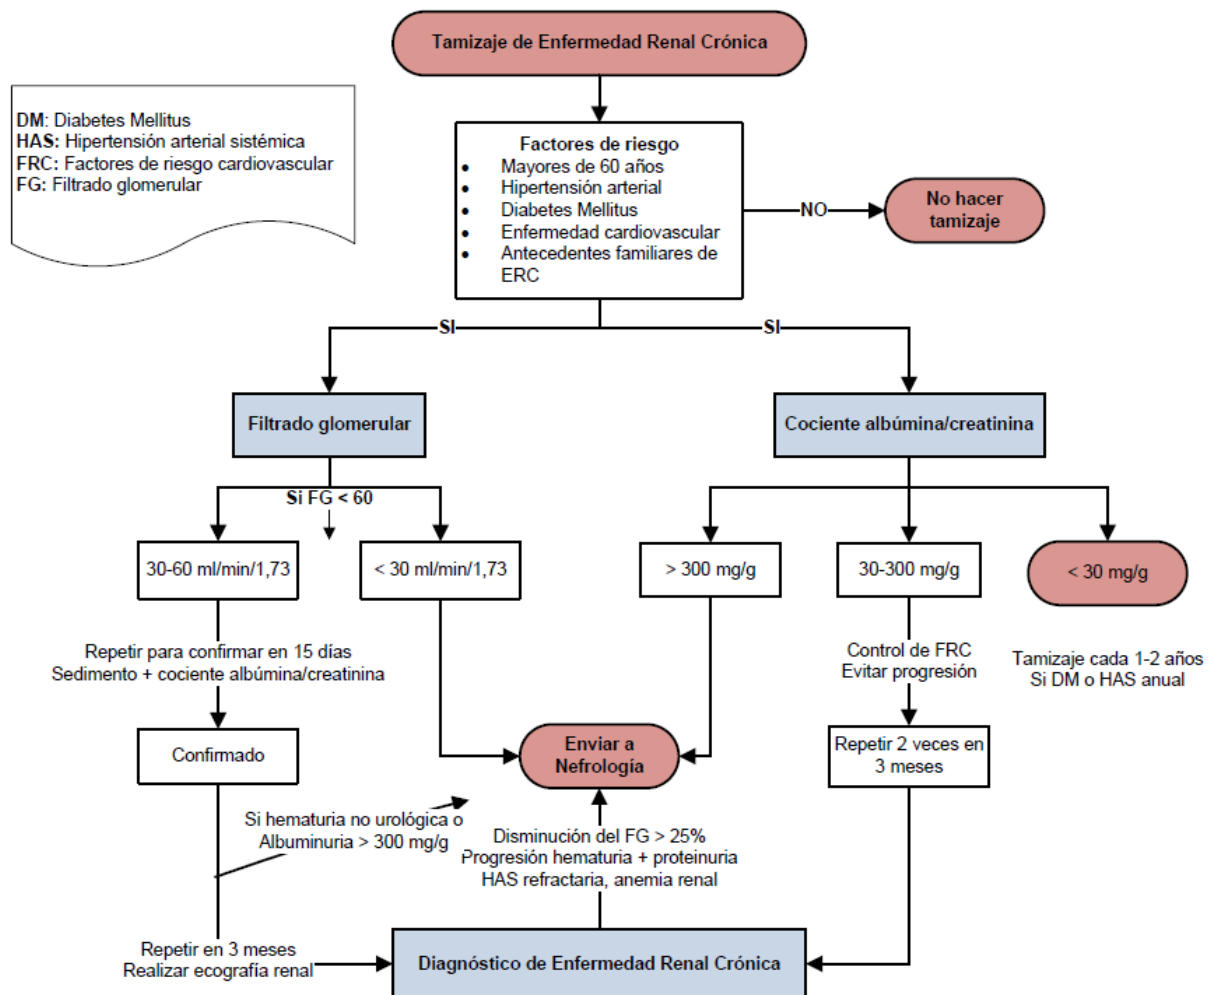 Tamizaje de Enfermedad Renal Crónica
DM: Diabetes Mellitus
HAS: Hipertensión arterial sistémica
FRC: Factores de riesgo cardiovascular
FG: Filtrado glomerular
Factores de riesgo
• Mayores de 60 años
• Hipertensión arterial
• Diabetes Mellitus
• Enfermedad cardiovascular
• Antecedentes familiares de
ERC
NO
No hacer
tamizaje
SI
SI
Filtrado glomerular
Cociente albúmina/creatinina
Si FG < 60
30-60 ml/min/1,73
< 30 ml/min/1,73
> 300 mg/g
30-300 mg/g
< 30 mg/g
Repetir para confirmar en 15 días
Sedimento + cociente albúmina/creatinina
Control de FRC
Evitar progresión
Tamizaje cada 1-2 años
Si DM o HAS anual
Confirmado
Enviar a
Nefrología
Repetir 2 veces en
3 meses
Si hematuria no urológica o
Albuminuria > 300 mg/g
Disminución del FG > 25%
Progresión hematuria + proteinuria
HAS refractaria, anemia renal
Repetir en 3 meses
Realizar ecografía renal
Diagnóstico de Enfermedad Renal Crónica